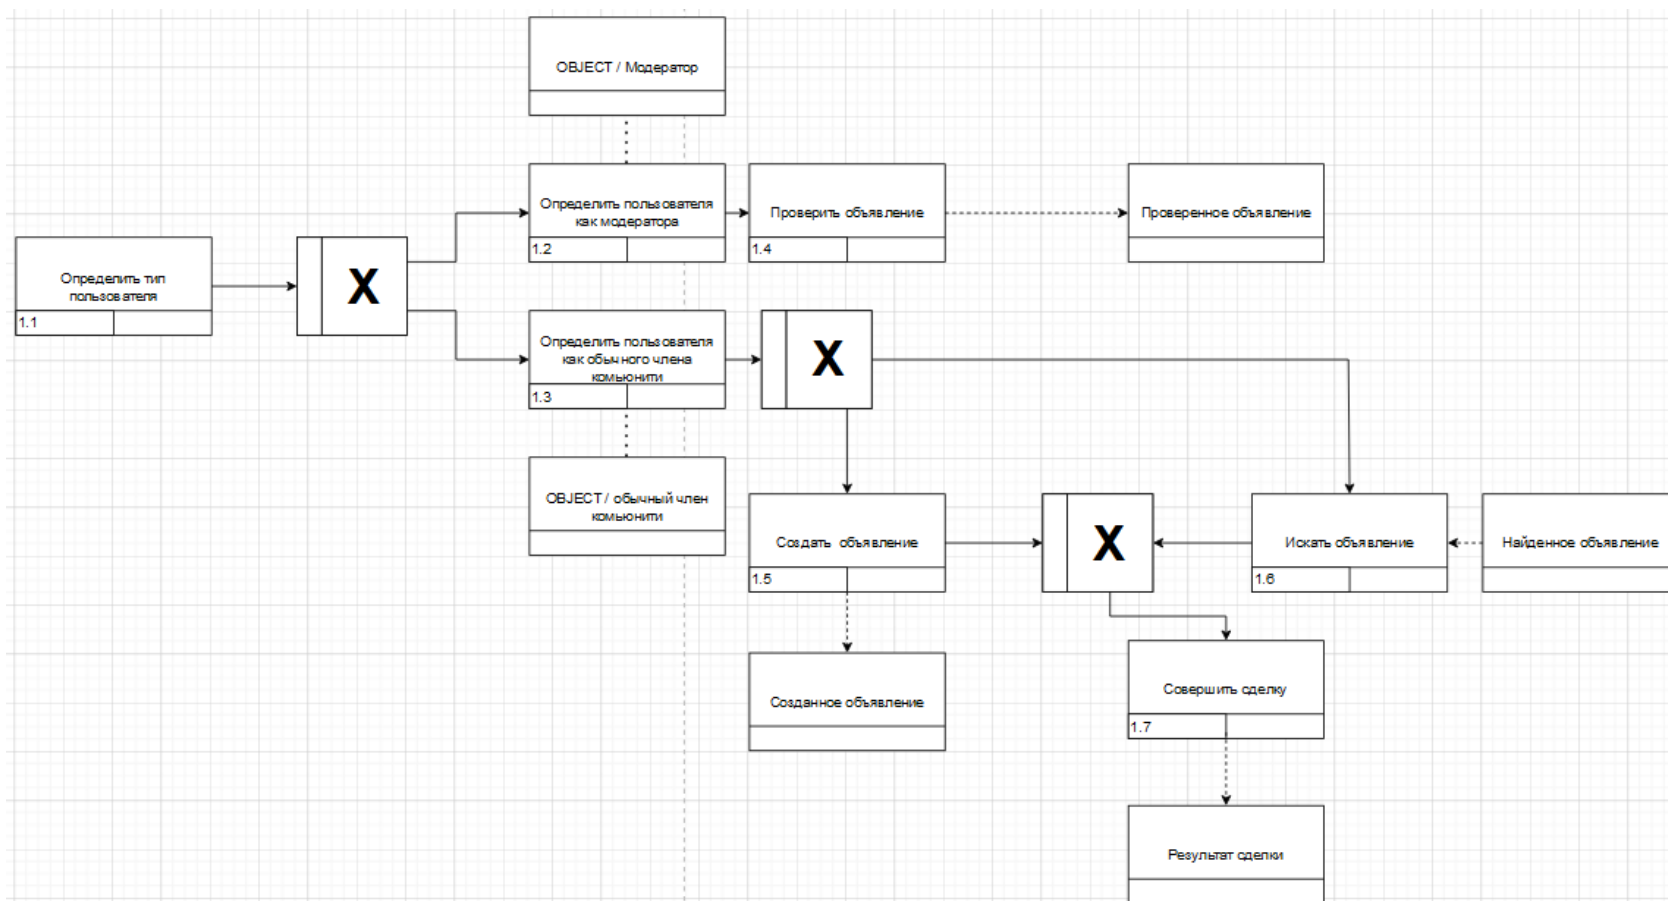 OBJECT / Модератор
Определить пользователя
как модератора
1.2
Проверить объявление
1.4
Проверенное объявление
Определить тип
пользователя
1.1
X
Определить пользователя
как обычного члена
комьюнити
1.3
X
OBJECT / обычный член
комьюнити
Создать объявление
1.5
X
Искать объявление
1.6
Найденное объявление
Созданное объявление
Совершить сделку
1.7
Результат сделки